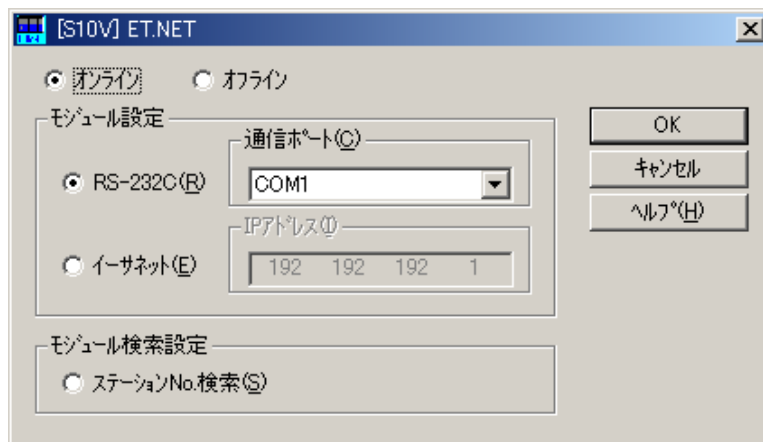 [S10V] ET.NET
オンライン オフライン
モジュール設定
通信ポート(C)
RS-232C(R)
COM1
IPアドレス(I)
イーサネット(E)
192 192 192 1
モジュール検索設定
ステーションNo.検索(S)
OK
キャンセル
ヘルプ(H)